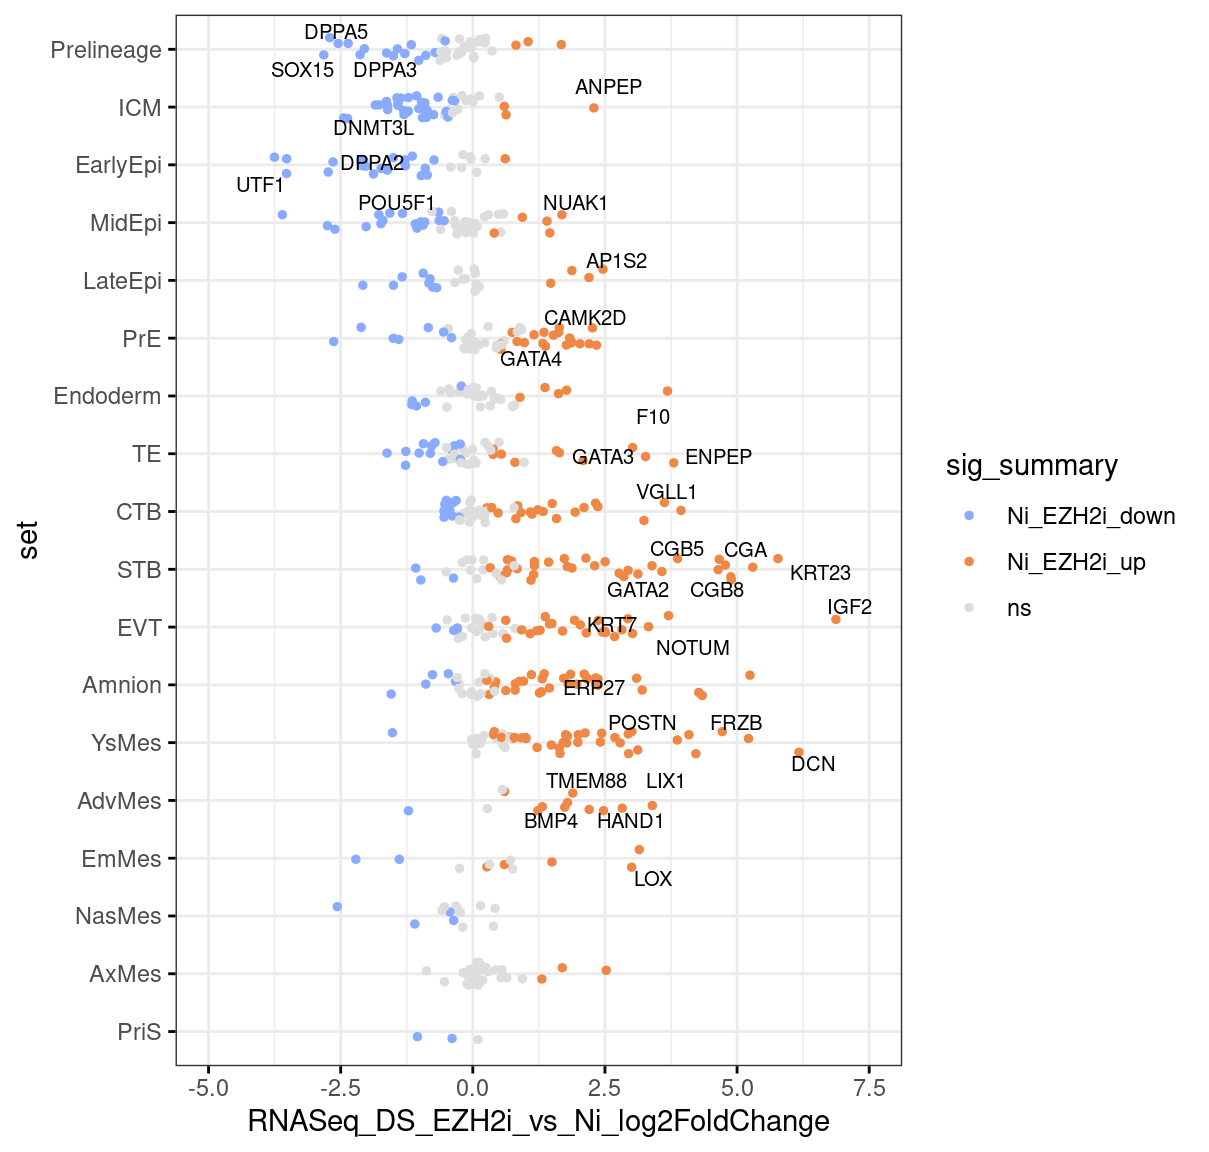 DPPA5
Prelineage
SOX15 DPPA3
ANPEP
ICM
DNMT3L
EarlyEpi
DPPA2
UTF1
POU5F1 NUAK1
MidEpi
AP1S2
LateEpi
CAMK2D
PrE
GATA4
Endoderm
F10
TE
GATA3 ENPEP
VGLL1
CTB
CGB5 CGA
STB
KRT23
GATA2 CGB8
IGF2
EVT
KRT7
NOTUM
Amnion
ERP27
POSTN FRZB
YsMes
DCN
TMEM88 LIX1
AdvMes
BMP4 HAND1
EmMes
LOX
NasMes
AxMes
PriS
set
-5.0 -2.5 0.0 2.5 5.0 7.5
RNASeq_DS_EZH2i_vs_Ni_log2FoldChange
sig_summary
Ni_EZH2i_down
Ni_EZH2i_up
ns